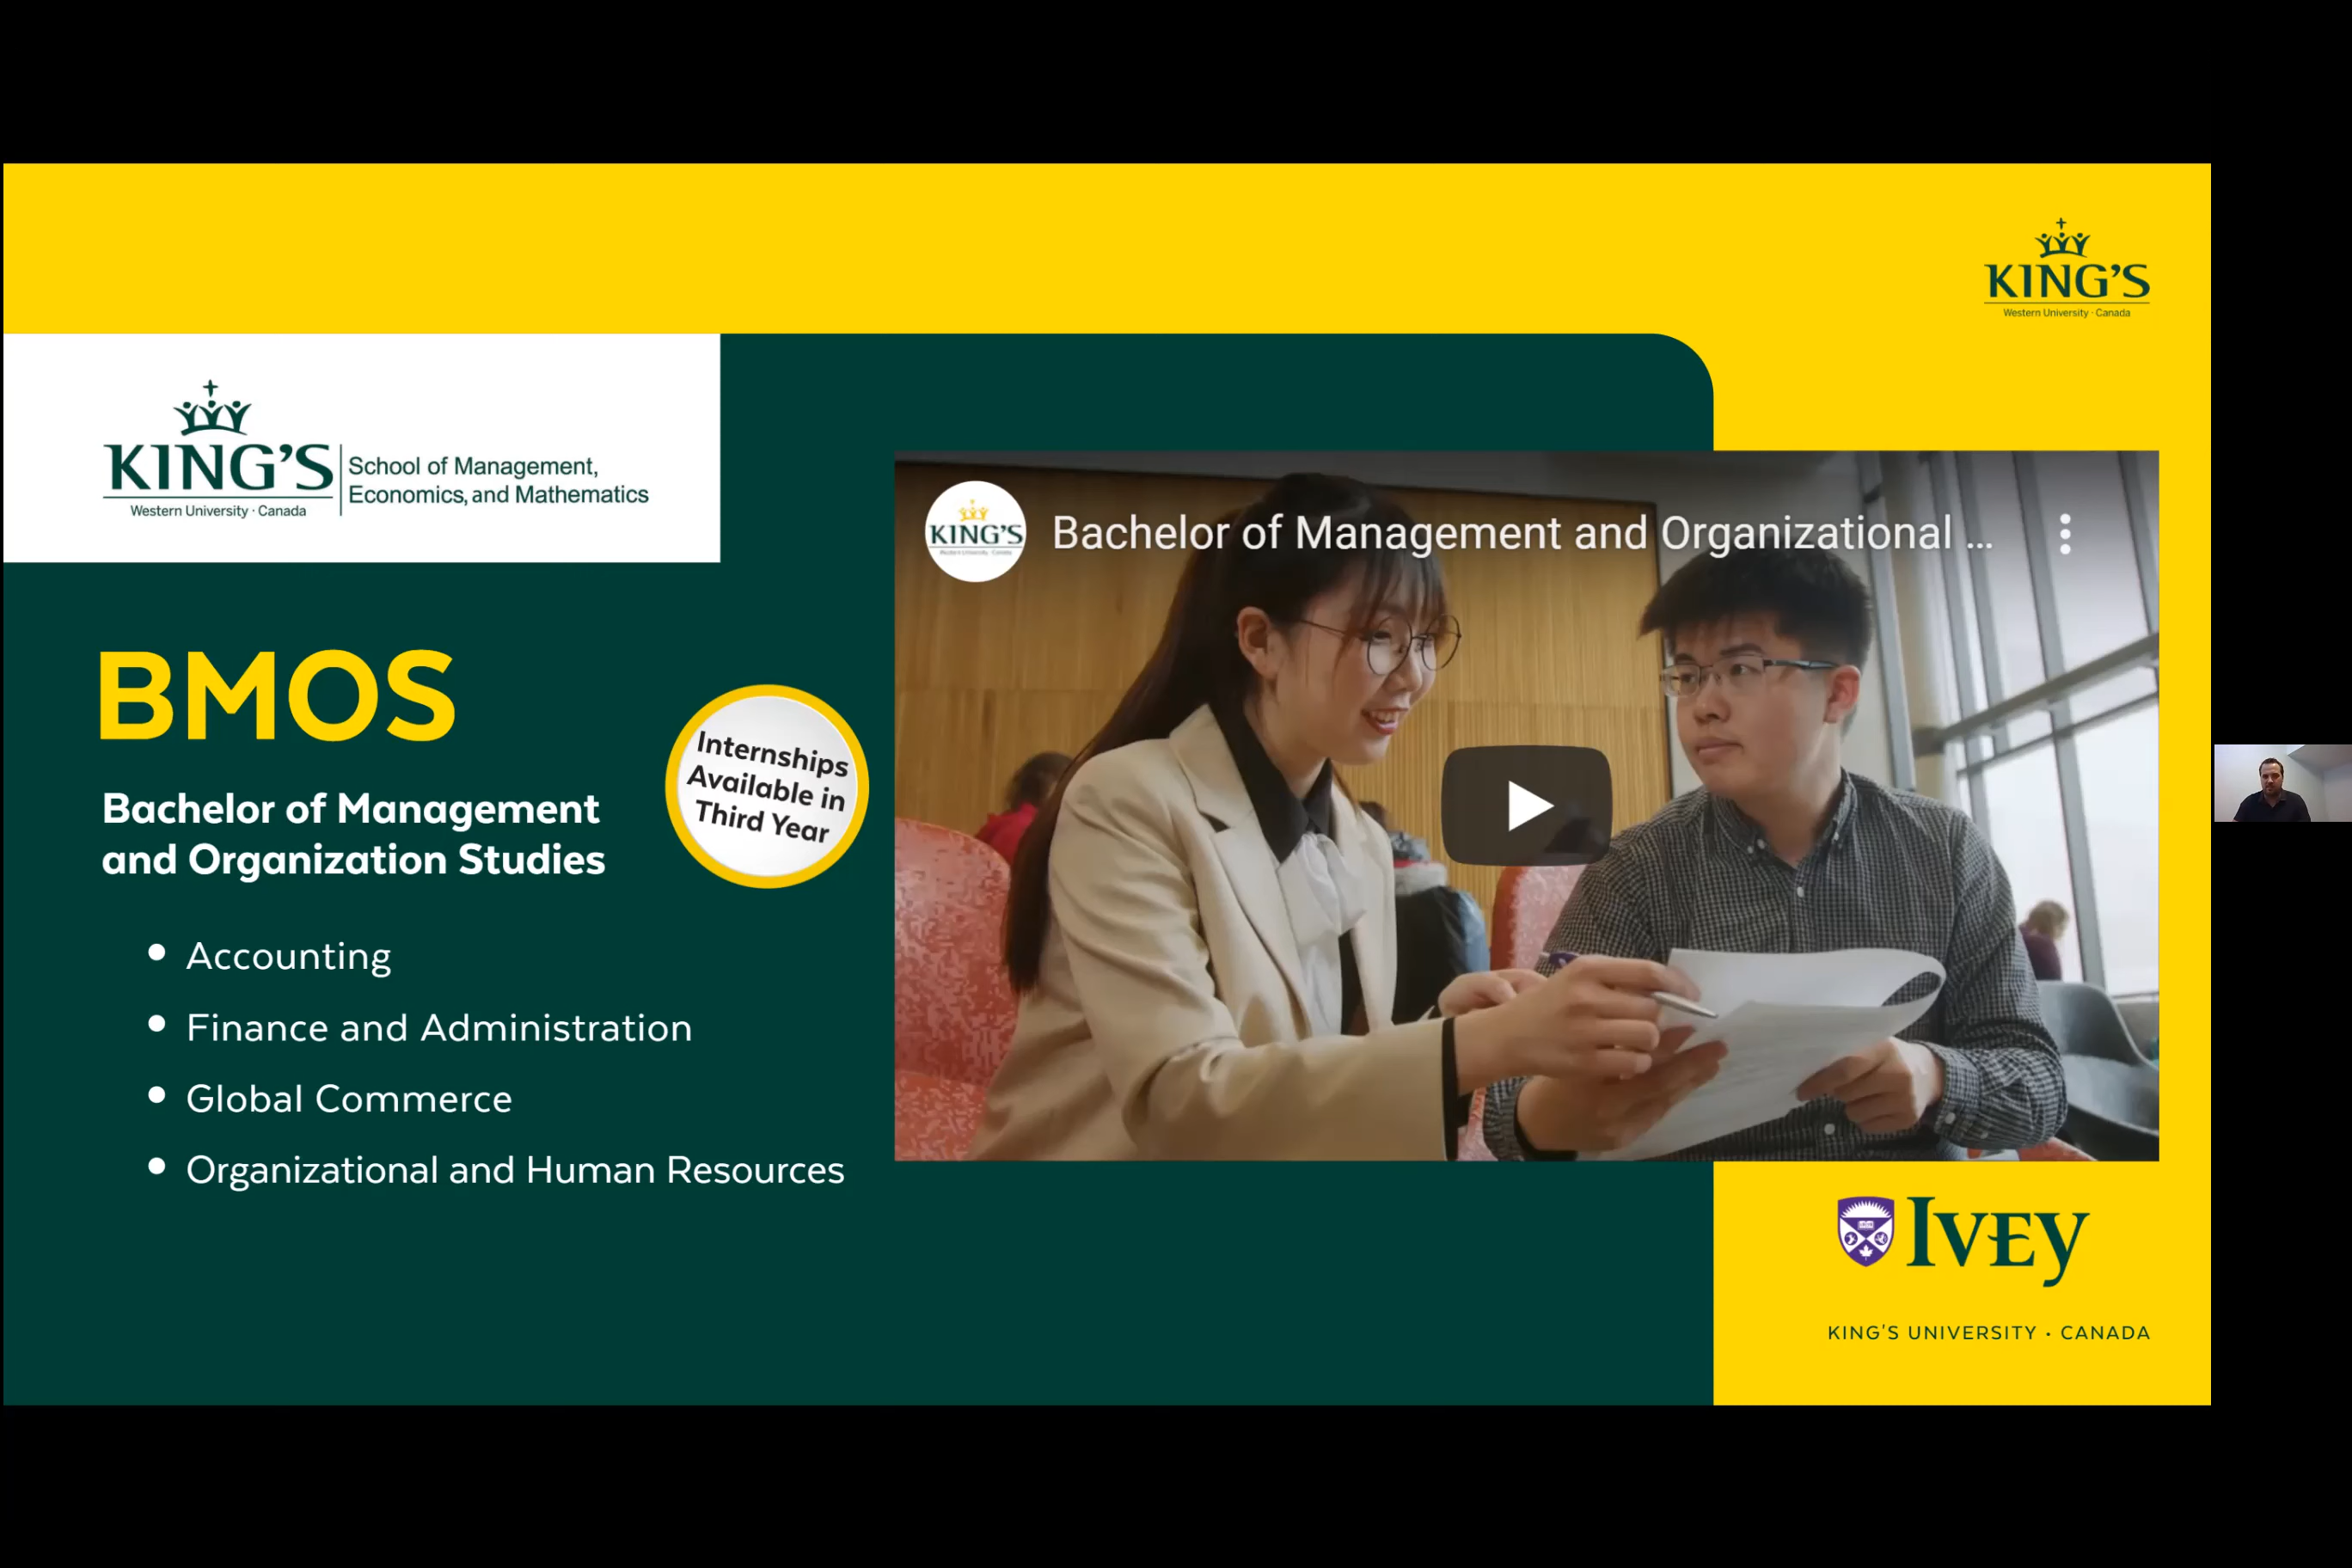 KING'S
Western University · Canada
KING'S
Western University · Canada
School of Management,
Economics, and Mathematics
BMOS
Bachelor of Management
and Organization Studies
Internships
Available in
Third Year
Accounting
Finance and Administration
Global Commerce
Organizational and Human Resources
KING'S
Bachelor of Management and Organizational ...
IVEY
KING'S UNIVERSITY · CANADA